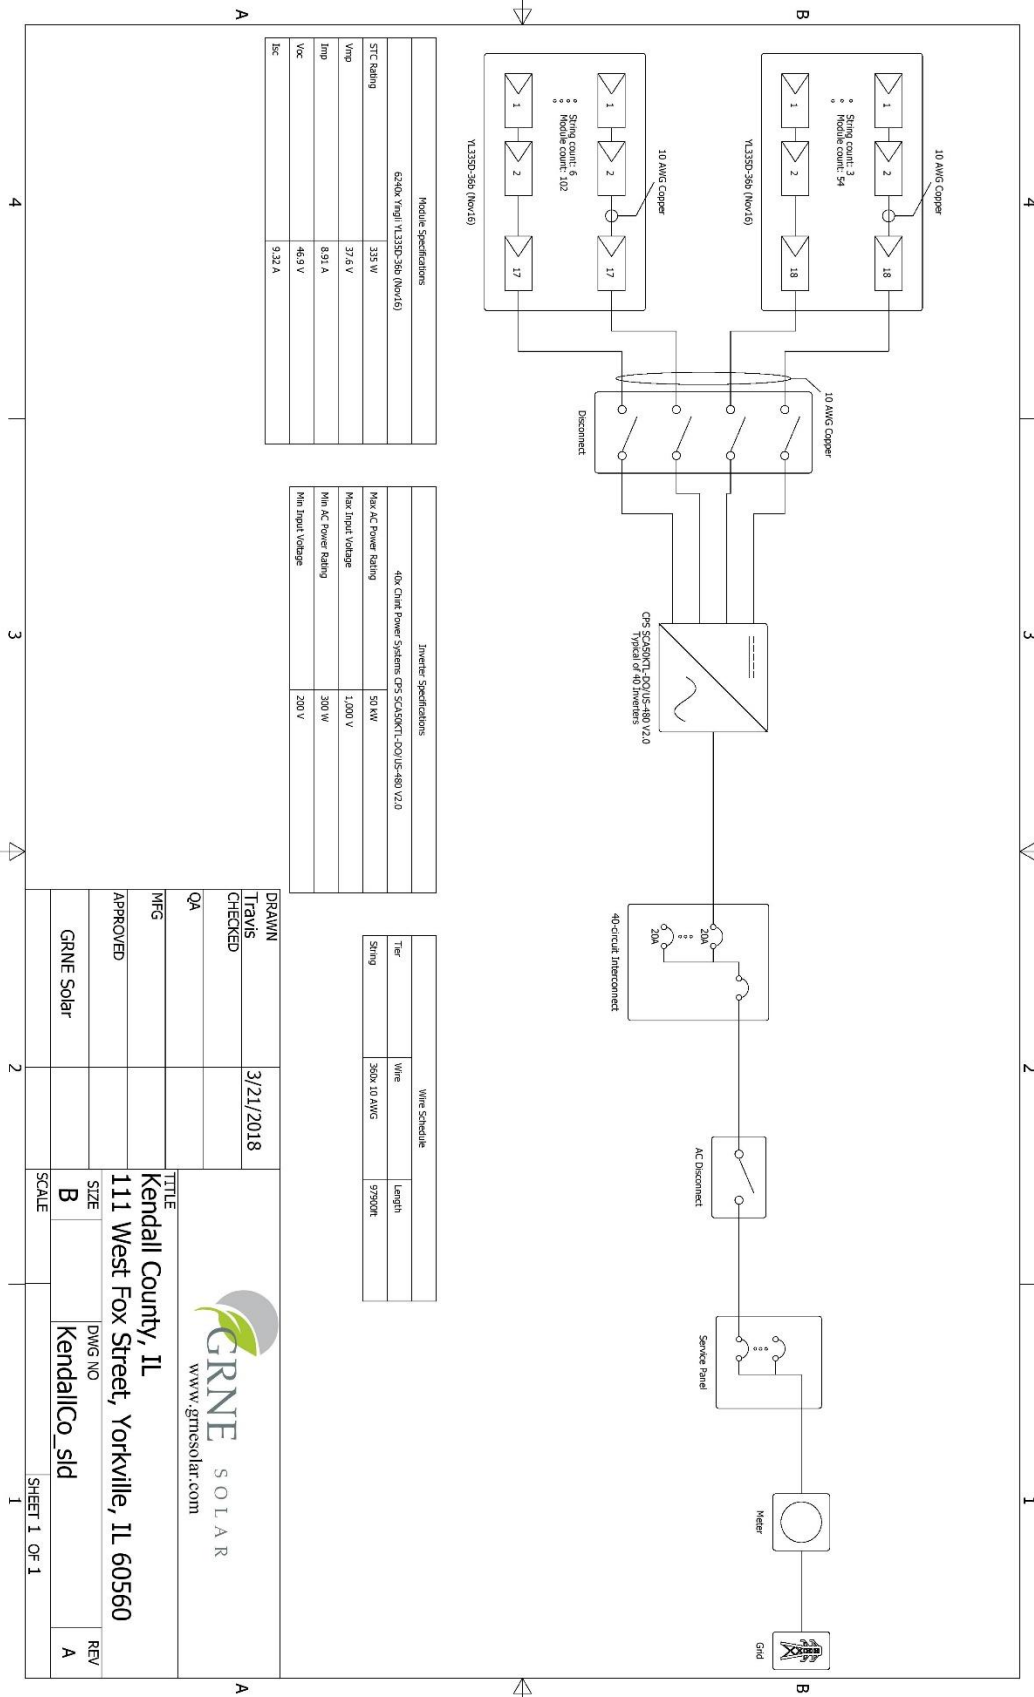 4
3
2
1
B
B
A
A
10 AWG Copper
1
2
18
String count: 3
Module count: 54
1
2
18
YL335D-36b (Nov16)
10 AWG Copper
1
2
17
String count: 6
Module count: 102
1
2
17
YL335D-36b (Nov16)
10 AWG Copper
Disconnect
CPS SCA50KTL-DO/US-480 V2.0
Typical of 40 Inverters
20A
20A
40-circuit Interconnect
AC Disconnect
Service Panel
Meter
Grid
Module Specifications
6240x Yingli YL335D-36b (Nov16)
STC Rating 335 W
Vmp 37.6 V
Imp 8.91 A
Voc 46.9 V
Isc 9.32 A
Inverter Specifications
40x Chint Power Systems CPS SCA50KTL-DO/US-480 V2.0
Max AC Power Rating 50 kW
Max Input Voltage 1,000 V
Min AC Power Rating 300 W
Min Input Voltage 200 V
Wire Schedule
Tier Wire Length
String 360x 10 AWG 97900ft
DRAWN
Travis 3/21/2018
CHECKED
QA
MFG
APPROVED
GRNE Solar
GRNE SOLAR
www.grnesolar.com
TITLE
Kendall County, IL
111 West Fox Street, Yorkville, IL 60560
SIZE
B
DWG NO
KendallCo_sld
REV
A
SCALE
SHEET 1 OF 1
4
3
2
1